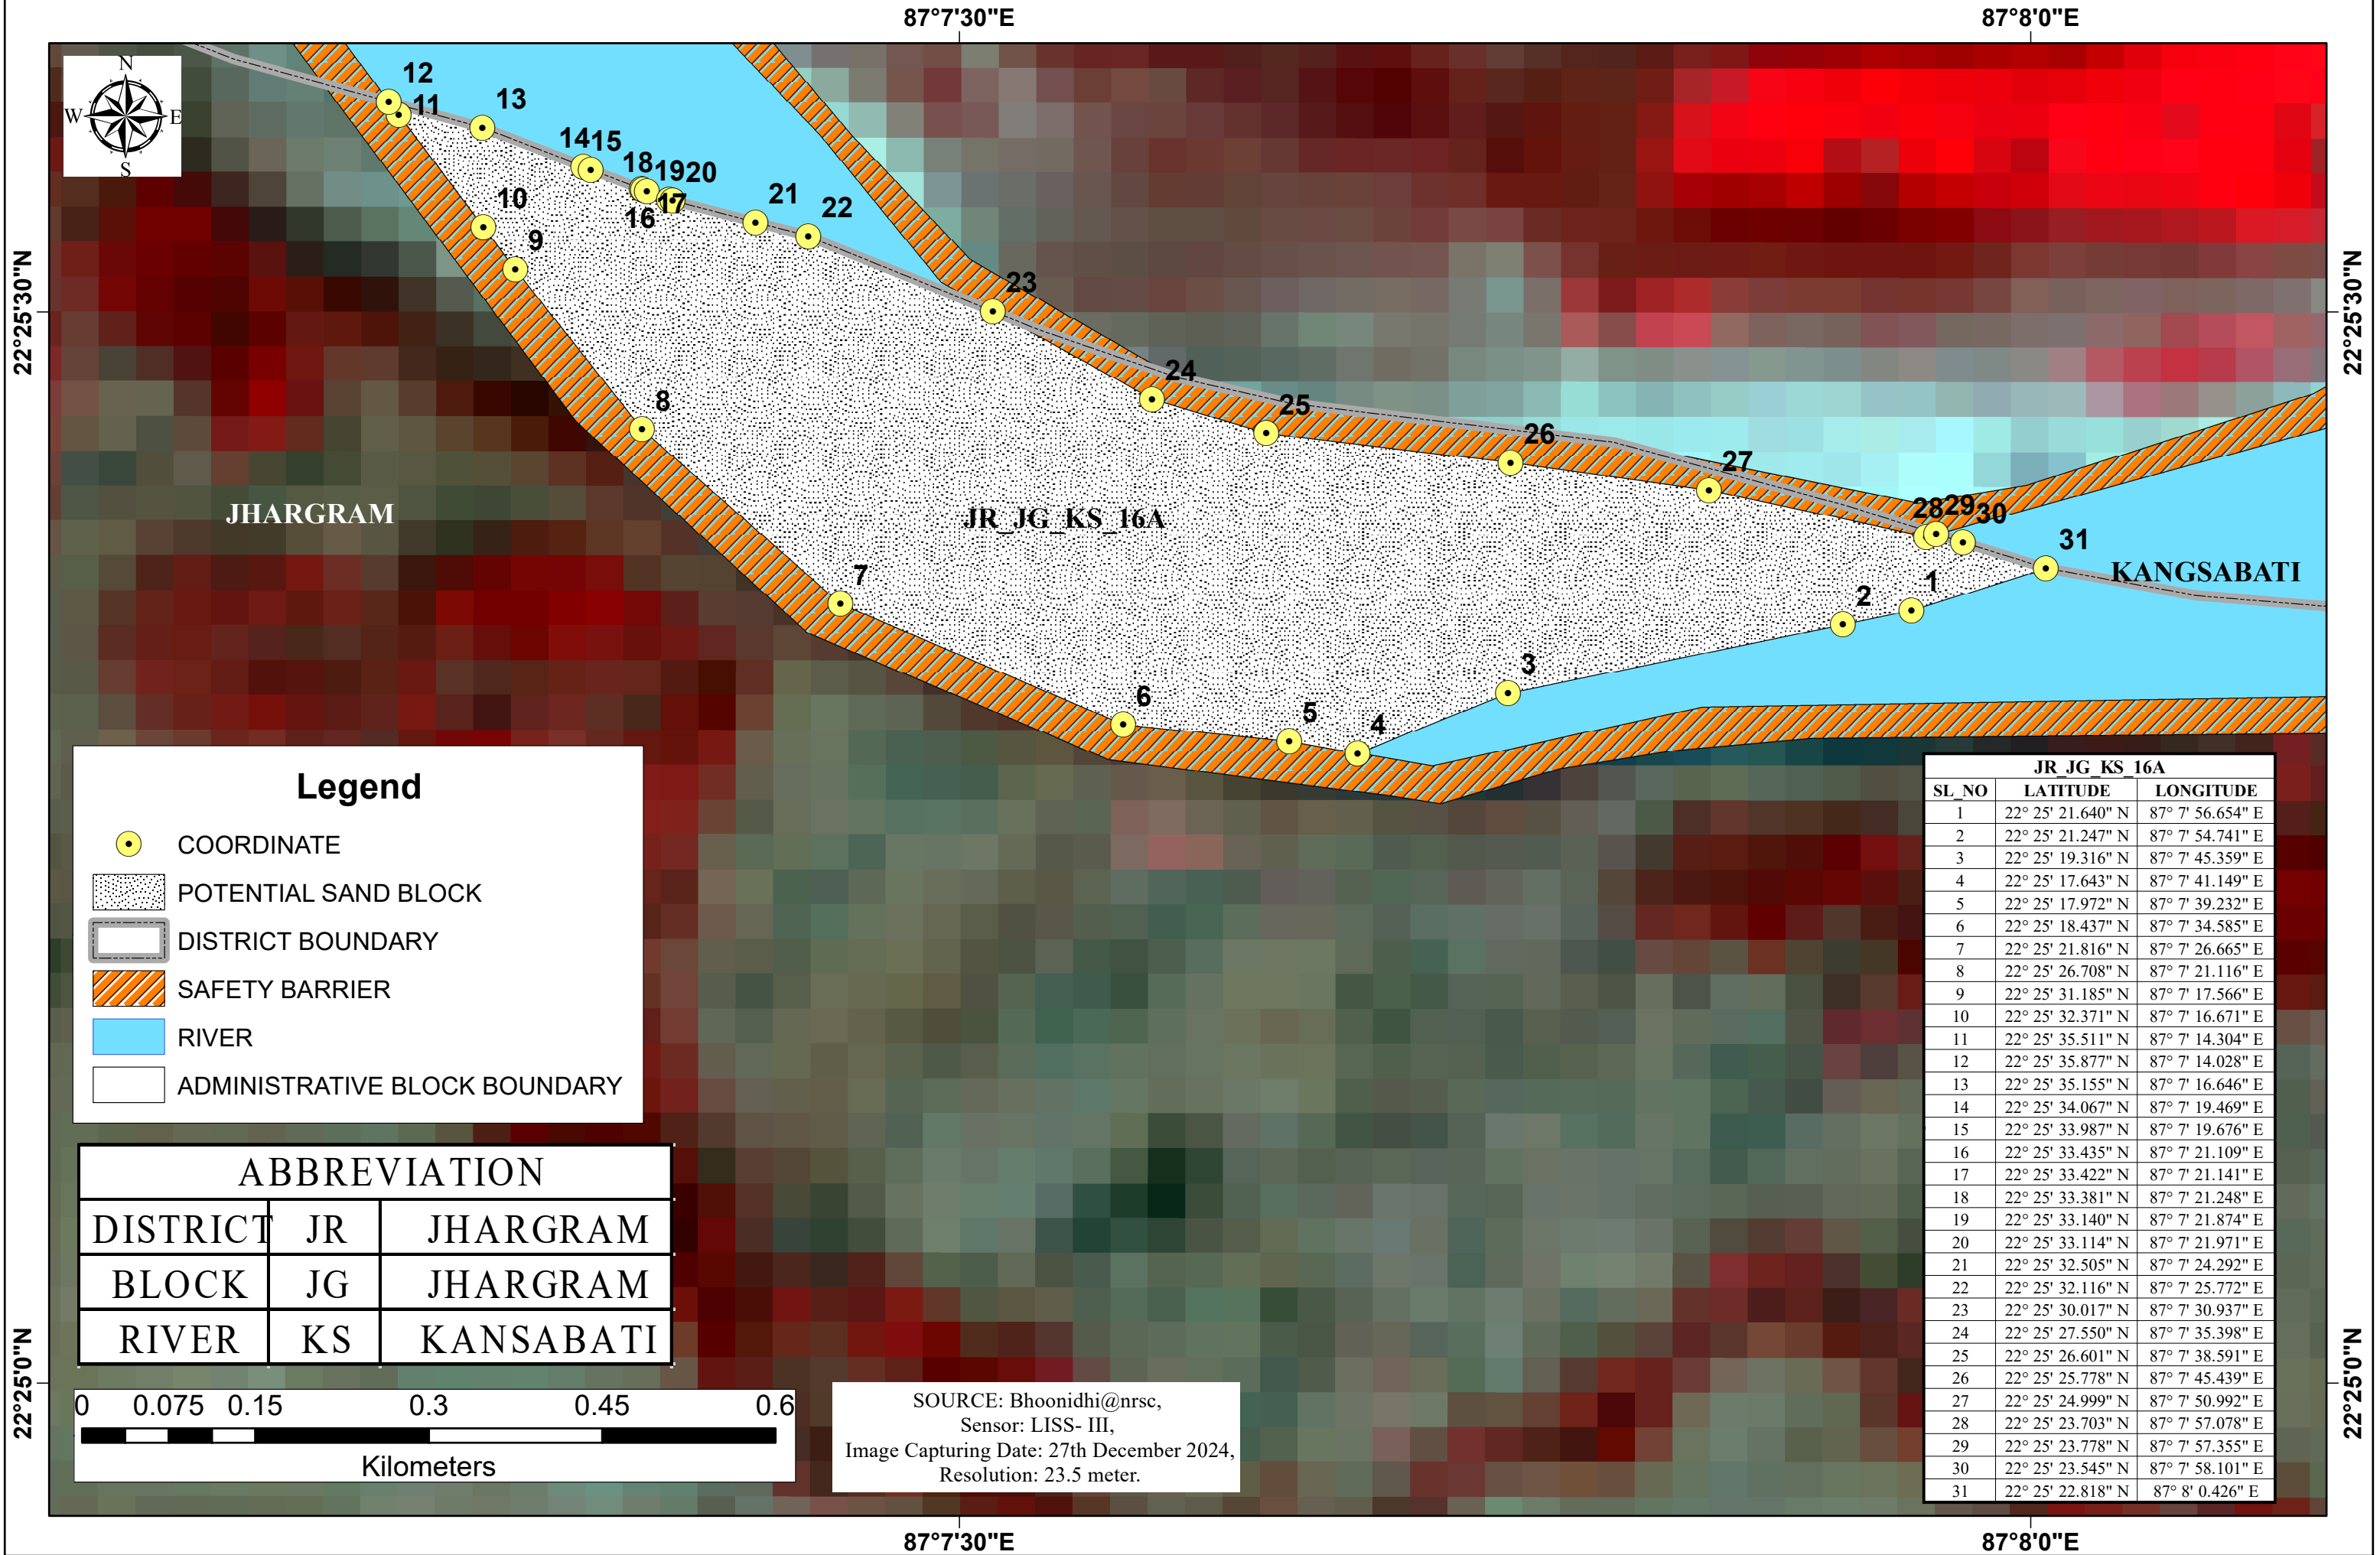 87°7'30"E 87°8'0"E
N
W E
S
12
11
13
14 15
18 19 20
16 17
21
22
10
9
23
22°25'30"N
22°25'30"N
24
8
25
26
27
JHARGRAM
JR_JG_KS_16A
28 29 30
31
KANGSABATI
7
2
1
3
6
5
4
Legend
COORDINATE
POTENTIAL SAND BLOCK
DISTRICT BOUNDARY
SAFETY BARRIER
RIVER
ADMINISTRATIVE BLOCK BOUNDARY
ABBREVIATION
DISTRICT JR JHARGRAM
BLOCK JG JHARGRAM
RIVER KS KANSABATI
0 0.075 0.15 0.3 0.45 0.6
Kilometers
SOURCE: Bhoonidhi@nrsc,
Sensor: LISS- III,
Image Capturing Date: 27th December 2024,
Resolution: 23.5 meter.
JR_JG_KS_16A
SL_NO LATITUDE LONGITUDE
1 22° 25' 21.640" N 87° 7' 56.654" E
2 22° 25' 21.247" N 87° 7' 54.741" E
3 22° 25' 19.316" N 87° 7' 45.359" E
4 22° 25' 17.643" N 87° 7' 41.149" E
5 22° 25' 17.972" N 87° 7' 39.232" E
6 22° 25' 18.437" N 87° 7' 34.585" E
7 22° 25' 21.816" N 87° 7' 26.665" E
8 22° 25' 26.708" N 87° 7' 21.116" E
9 22° 25' 31.185" N 87° 7' 17.566" E
10 22° 25' 32.371" N 87° 7' 16.671" E
11 22° 25' 35.511" N 87° 7' 14.304" E
12 22° 25' 35.877" N 87° 7' 14.028" E
13 22° 25' 35.155" N 87° 7' 16.646" E
14 22° 25' 34.067" N 87° 7' 19.469" E
15 22° 25' 33.987" N 87° 7' 19.676" E
16 22° 25' 33.435" N 87° 7' 21.109" E
17 22° 25' 33.422" N 87° 7' 21.141" E
18 22° 25' 33.381" N 87° 7' 21.248" E
19 22° 25' 33.140" N 87° 7' 21.874" E
20 22° 25' 33.114" N 87° 7' 21.971" E
21 22° 25' 32.505" N 87° 7' 24.292" E
22 22° 25' 32.116" N 87° 7' 25.772" E
23 22° 25' 30.017" N 87° 7' 30.937" E
24 22° 25' 27.550" N 87° 7' 35.398" E
25 22° 25' 26.601" N 87° 7' 38.591" E
26 22° 25' 25.778" N 87° 7' 45.439" E
27 22° 25' 24.999" N 87° 7' 50.992" E
28 22° 25' 23.703" N 87° 7' 57.078" E
29 22° 25' 23.778" N 87° 7' 57.355" E
30 22° 25' 23.545" N 87° 7' 58.101" E
31 22° 25' 22.818" N 87° 8' 0.426" E
22°25'0"N
22°25'0"N
87°7'30"E 87°8'0"E